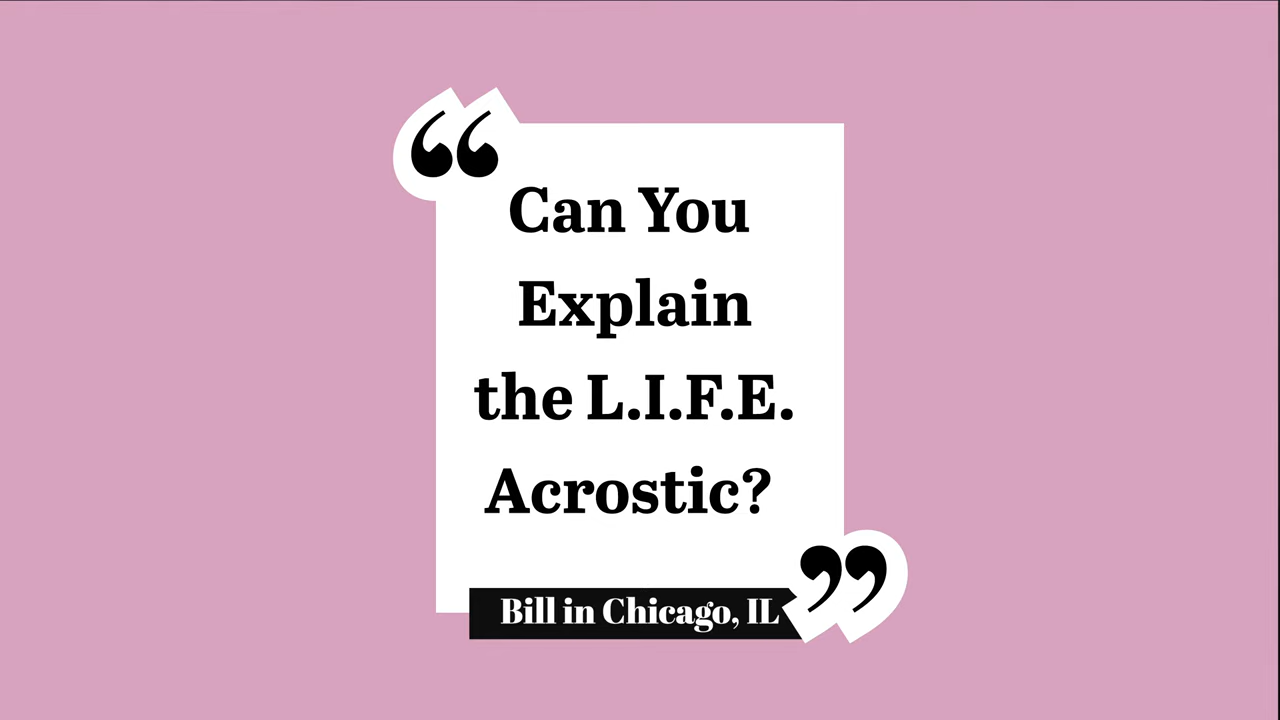 “
Can You
Explain
the L.I.F.E.
Acrostic?
”
Bill in Chicago, IL